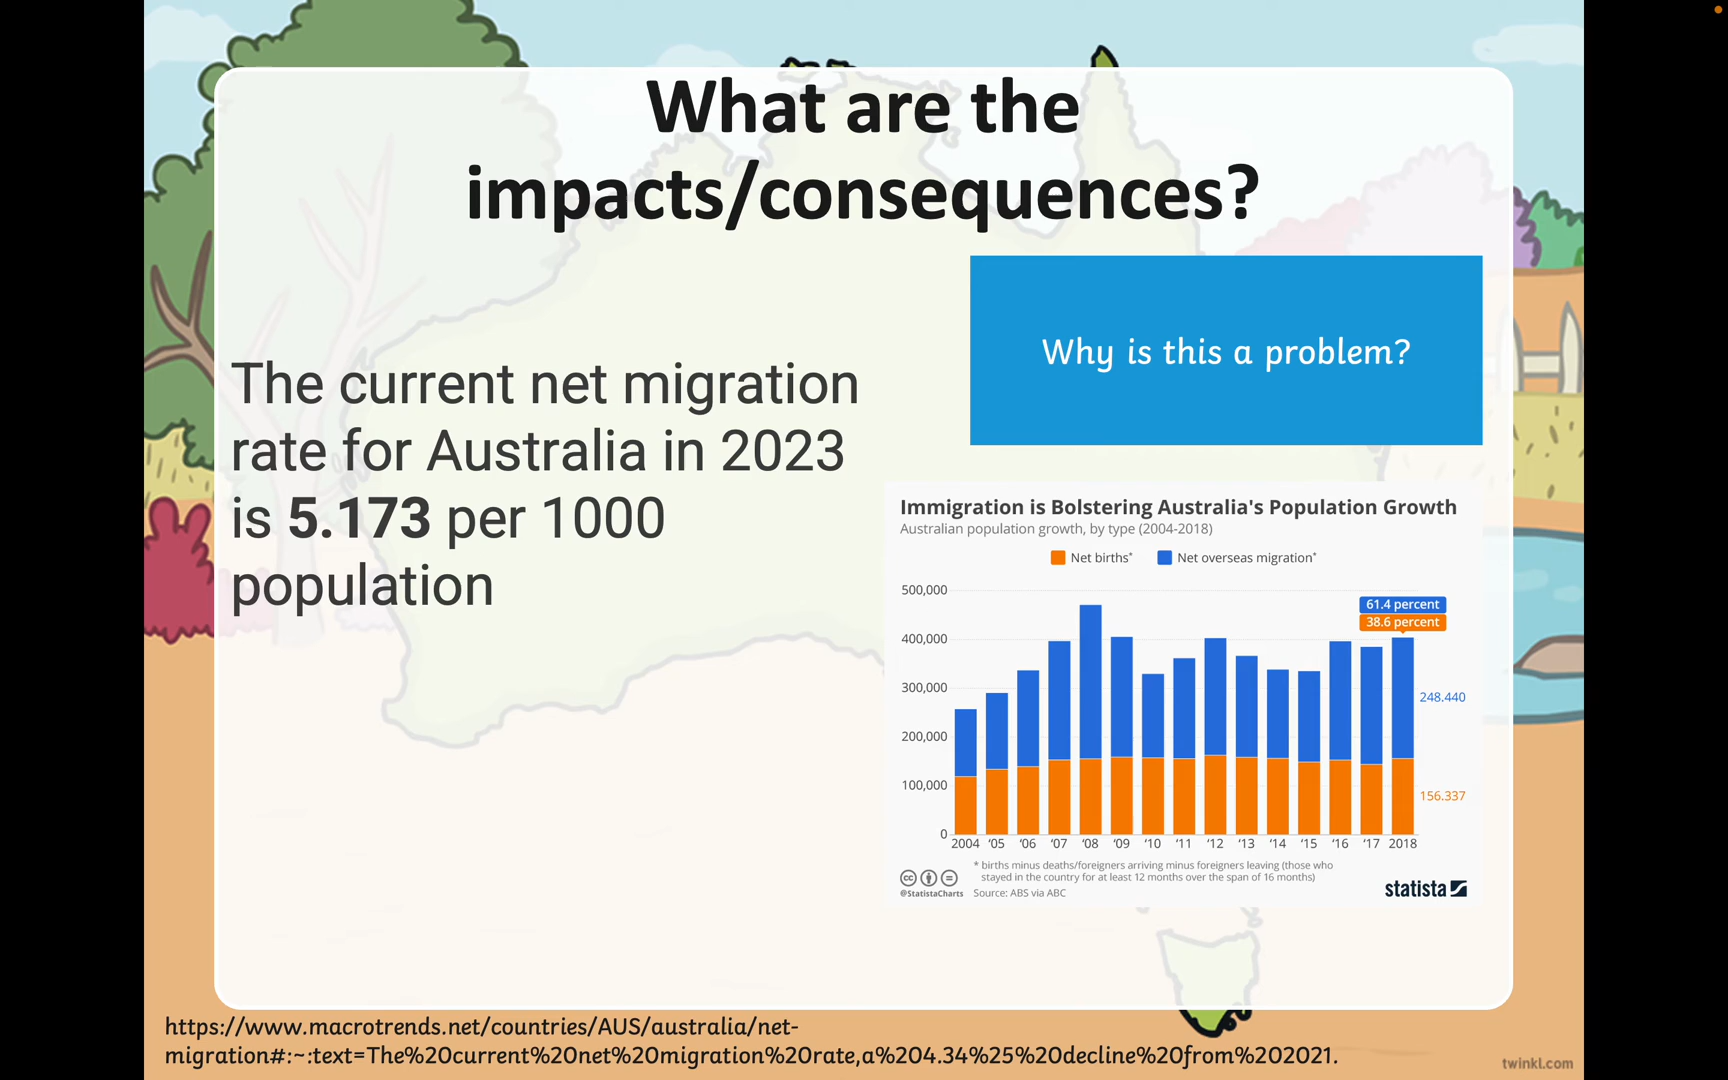 What are the
impacts/consequences?
Why is this a problem?
The current net migration
rate for Australia in 2023
is 5.173 per 1000
population
Immigration is Bolstering Australia's Population Growth
Australian population growth, by type (2004-2018)
Net births* Net overseas migration*
500,000
400,000
300,000
200,000
100,000
0
61.4 percent
38.6 percent
248.440
156.337
2004 '05 '06 '07 '08 '09 '10 '11 '12 '13 '14 '15 '16 '17 2018
* births minus deaths/foreigners arriving minus foreigners leaving (those who
stayed in the country for at least 12 months over the span of 16 months)
@StatistaCharts Source: ABS via ABC
statista
https://www.macrotrends.net/countries/AUS/australia/net-
migration#:~:text=The%20current%20net%20migration%20rate,a%204.34%25%20decline%20from%202021.
twinkl.com